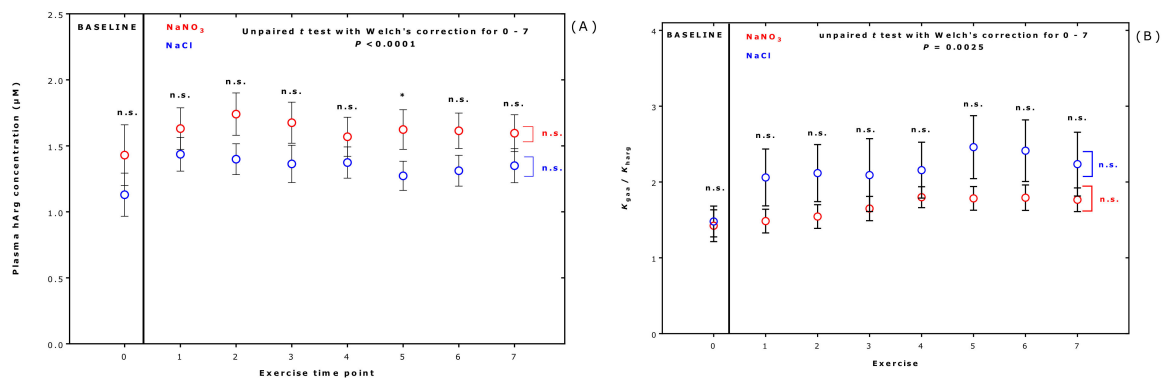 BASELINE
NaNO3
NaCl
Unpaired t test with Welch's correction for 0 - 7
P <0.0001
(A)
n.s.
n.s.
n.s.
n.s.
n.s.
*
n.s.
n.s.
n.s.
n.s.
Plasma hArg concentration (µM)
2.5
2.0
1.5
1.0
0.5
0.0
0 1 2 3 4 5 6 7
Exercise time point
BASELINE
NaNO3
NaCl
unpaired t test with Welch's correction for 0 - 7
P = 0.0025
(B)
n.s.
n.s.
n.s.
n.s.
n.s.
n.s.
n.s.
n.s.
n.s.
n.s.
Kgaa / Kharg
4
3
2
1
0
0 1 2 3 4 5 6 7
Exercise